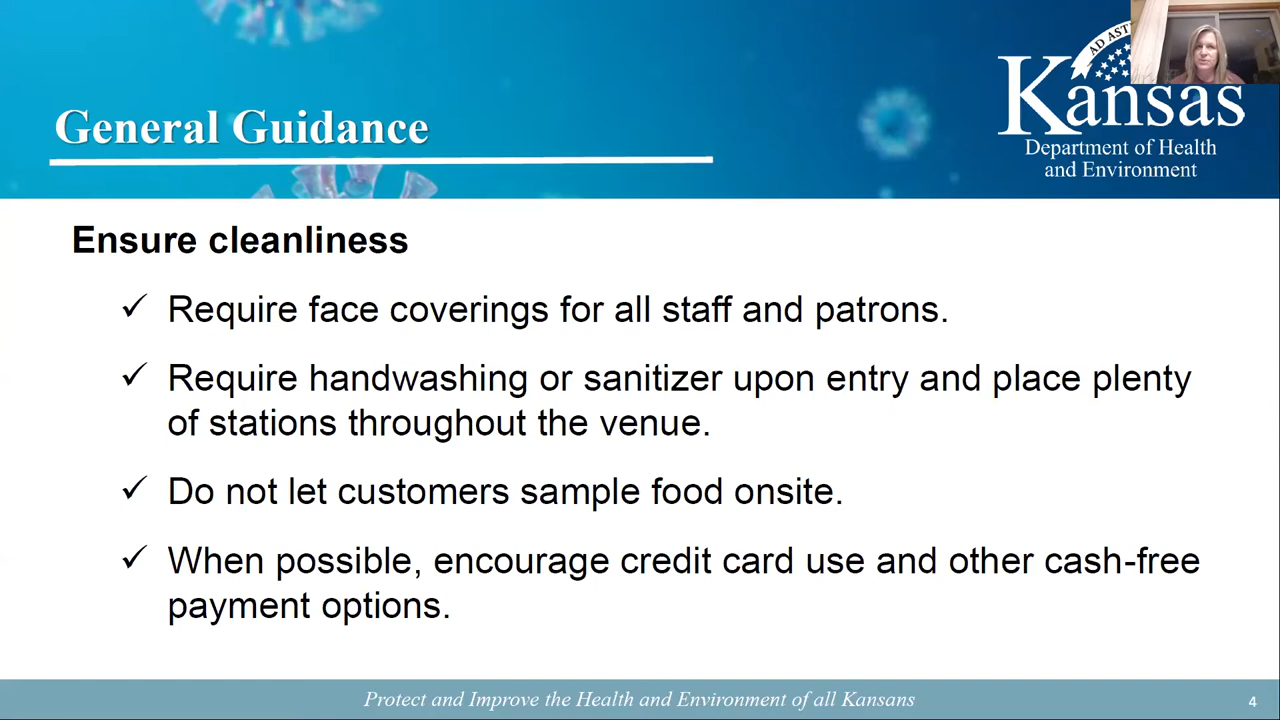 General Guidance
AD AST
Kansas
Department of Health
and Environment
Ensure cleanliness
✓ Require face coverings for all staff and patrons.
✓ Require handwashing or sanitizer upon entry and place plenty
of stations throughout the venue.
✓ Do not let customers sample food onsite.
✓ When possible, encourage credit card use and other cash-free
payment options.
Protect and Improve the Health and Environment of all Kansans
4